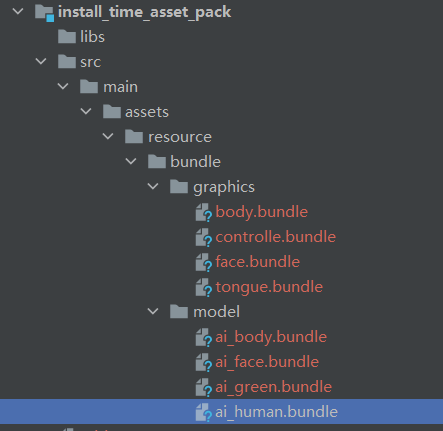 install_time_asset_pack
libs
src
main
assets
resource
bundle
graphics
body.bundle
controlle.bundle
face.bundle
tongue.bundle
model
ai_body.bundle
ai_face.bundle
ai_green.bundle
ai_human.bundle